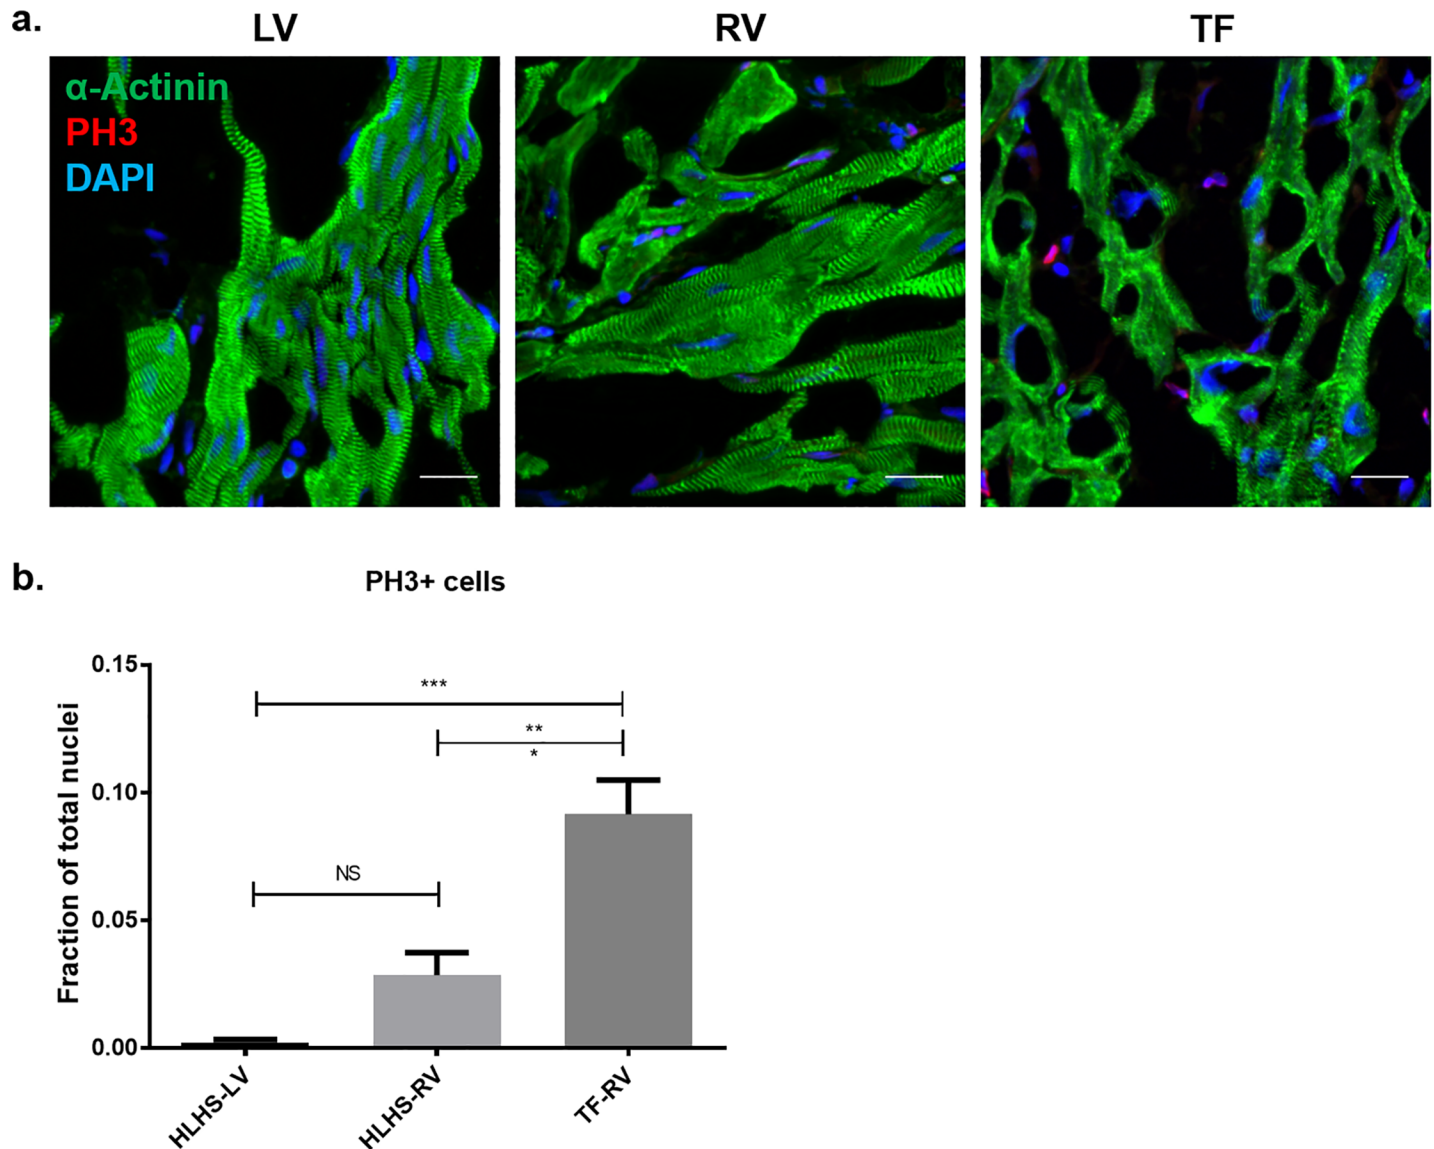 a.
LV
RV
TF
α-Actinin
PH3
DAPI
b.
PH3+ cells
Fraction of total nuclei
0.15
0.10
0.05
0.00
***
**
*
NS
HLHS-LV
HLHS-RV
TF-RV